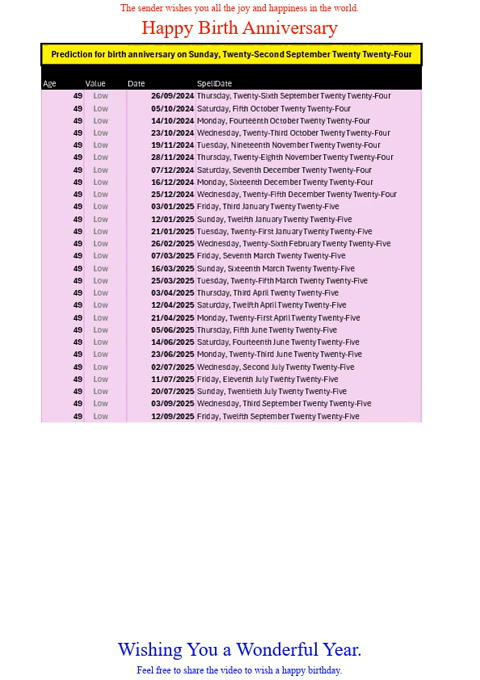 The sender wishes you all the joy and happiness in the world.
Happy Birth Anniversary
Prediction for birth anniversary on Sunday, Twenty-Second September Twenty Twenty-Four
Age Value Date SpellDate
49 Low 26/09/2024 Thursday, Twenty-Sixth September Twenty Twenty-Four
49 Low 05/10/2024 Saturday, Fifth October Twenty Twenty-Four
49 Low 14/10/2024 Monday, Fourteenth October Twenty Twenty-Four
49 Low 23/10/2024 Wednesday, Twenty-Third October Twenty Twenty-Four
49 Low 19/11/2024 Tuesday, Nineteenth November Twenty Twenty-Four
49 Low 28/11/2024 Thursday, Twenty-Eighth November Twenty Twenty-Four
49 Low 07/12/2024 Saturday, Seventh December Twenty Twenty-Four
49 Low 16/12/2024 Monday, Sixteenth December Twenty Twenty-Four
49 Low 25/12/2024 Wednesday, Twenty-Fifth December Twenty Twenty-Four
49 Low 03/01/2025 Friday, Third January Twenty Twenty-Five
49 Low 12/01/2025 Sunday, Twelfth January Twenty Twenty-Five
49 Low 21/01/2025 Tuesday, Twenty-First January Twenty Twenty-Five
49 Low 26/02/2025 Wednesday, Twenty-Sixth February Twenty Twenty-Five
49 Low 07/03/2025 Friday, Seventh March Twenty Twenty-Five
49 Low 16/03/2025 Sunday, Sixteenth March Twenty Twenty-Five
49 Low 25/03/2025 Tuesday, Twenty-Fifth March Twenty Twenty-Five
49 Low 03/04/2025 Thursday, Third April Twenty Twenty-Five
49 Low 12/04/2025 Saturday, Twelfth April Twenty Twenty-Five
49 Low 21/04/2025 Monday, Twenty-First April Twenty Twenty-Five
49 Low 05/06/2025 Thursday, Fifth June Twenty Twenty-Five
49 Low 14/06/2025 Saturday, Fourteenth June Twenty Twenty-Five
49 Low 23/06/2025 Monday, Twenty-Third June Twenty Twenty-Five
49 Low 02/07/2025 Wednesday, Second July Twenty Twenty-Five
49 Low 11/07/2025 Friday, Eleventh July Twenty Twenty-Five
49 Low 20/07/2025 Sunday, Twentieth July Twenty Twenty-Five
49 Low 03/09/2025 Wednesday, Third September Twenty Twenty-Five
49 Low 12/09/2025 Friday, Twelfth September Twenty Twenty-Five
Wishing You a Wonderful Year.
Feel free to share the video to wish a happy birthday.